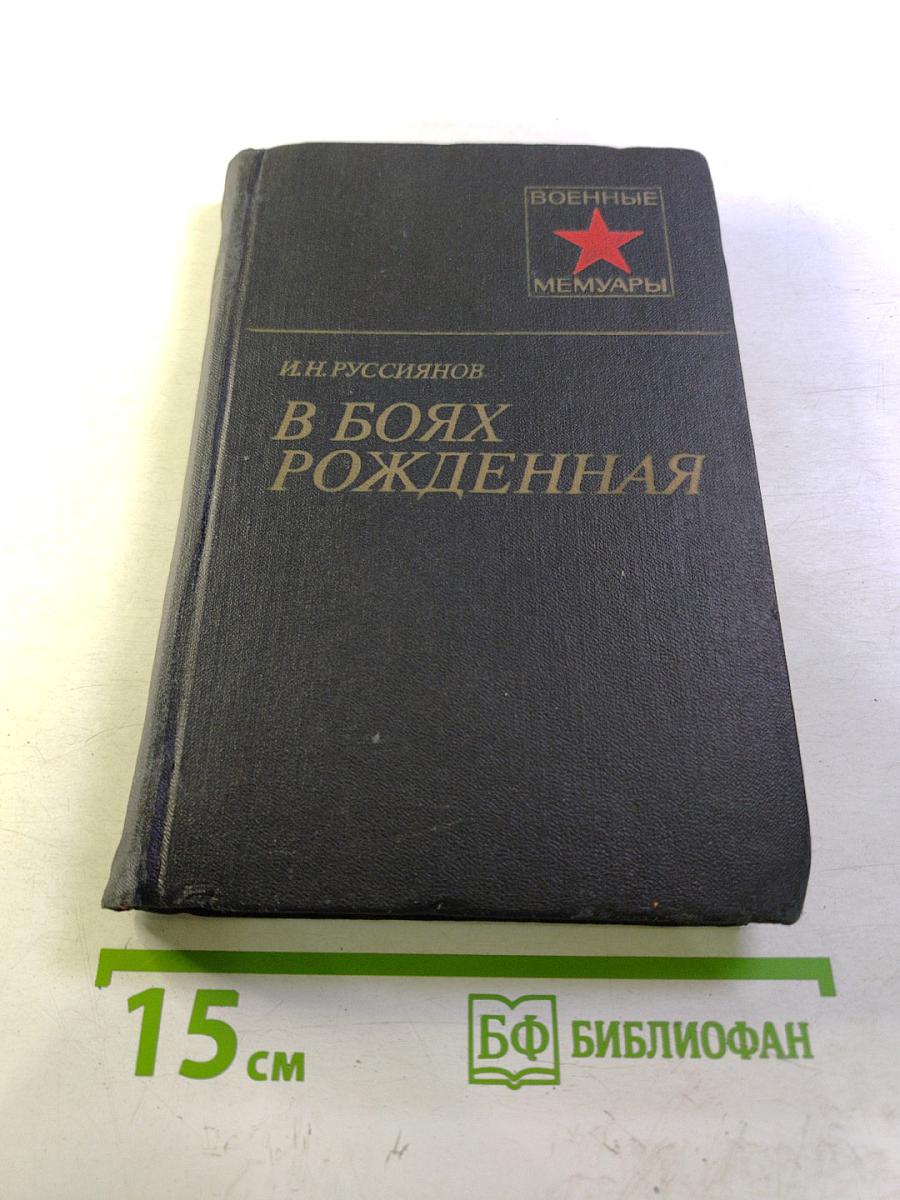 ВОЕННЫЕ
МЕМУАРЫ
И.Н.РУССИЯНОВ
В БОЯХ
РОЖДЕННАЯ
15 см
БФ БИБЛИОФАН